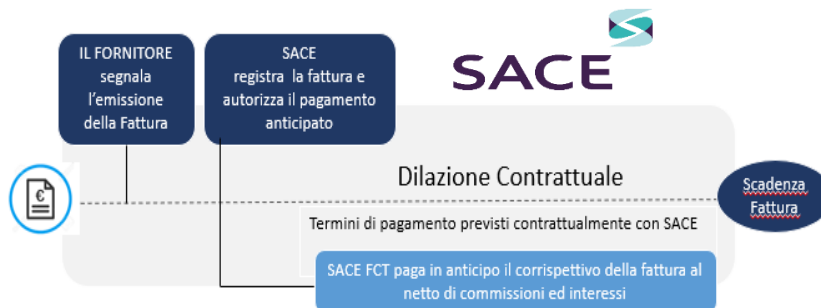 IL FORNITORE
segnala
l'emissione
della Fattura
SACE
registra la fattura e
autorizza il pagamento
anticipato
SACE
€
Dilazione Contrattuale
Scadenza
Fattura
Termini di pagamento previsti contrattualmente con SACE
SACE FCT paga in anticipo il corrispettivo della fattura al
netto di commissioni ed interessi